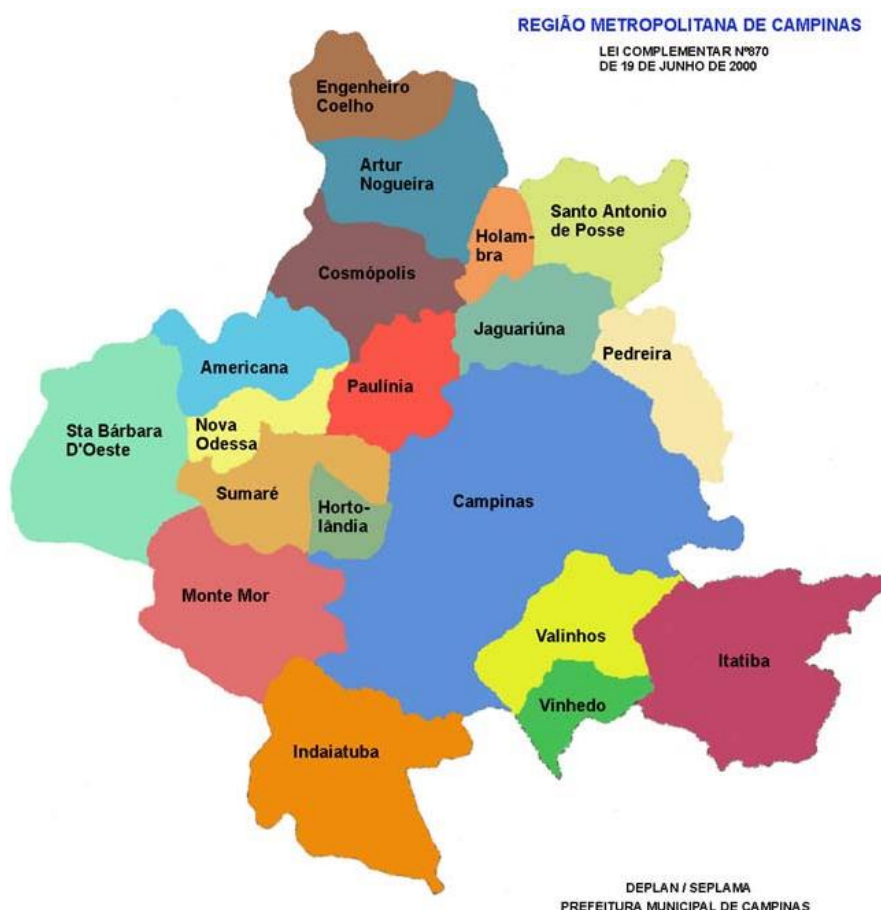 REGIÃO METROPOLITANA DE CAMPINAS
LEI COMPLEMENTAR Nº870
DE 19 DE JUNHO DE 2000
Engenheiro
Coelho
Artur
Nogueira
Santo Antonio
de Posse
Holam-
bra
Cosmópolis
Jaguariúna
Pedreira
Americana
Paulínia
Sta Bárbara
D'Oeste
Nova
Odessa
Sumaré
Horto-
lândia
Campinas
Monte Mor
Valinhos
Itatiba
Vinhedo
Indaiatuba
DEPLAN / SEPLAMA
PREFEITURA MUNICIPAL DE CAMPINAS